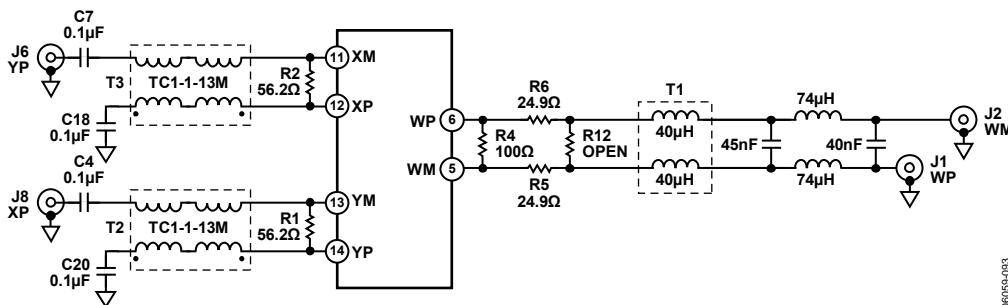 C7
0.1µF
J6
YP
T3
TC1-1-13M
R2
56.2Ω
C18
0.1µF
11
XM
12
XP
C4
0.1µF
J8
XP
T2
TC1-1-13M
R1
56.2Ω
C20
0.1µF
13
YM
14
YP
WP
6
WM
5
R4
100Ω
R6
24.9Ω
R5
24.9Ω
R12
OPEN
T1
40µH
40µH
45nF
74µH
74µH
40nF
J2
WM
J1
WP
06059-093